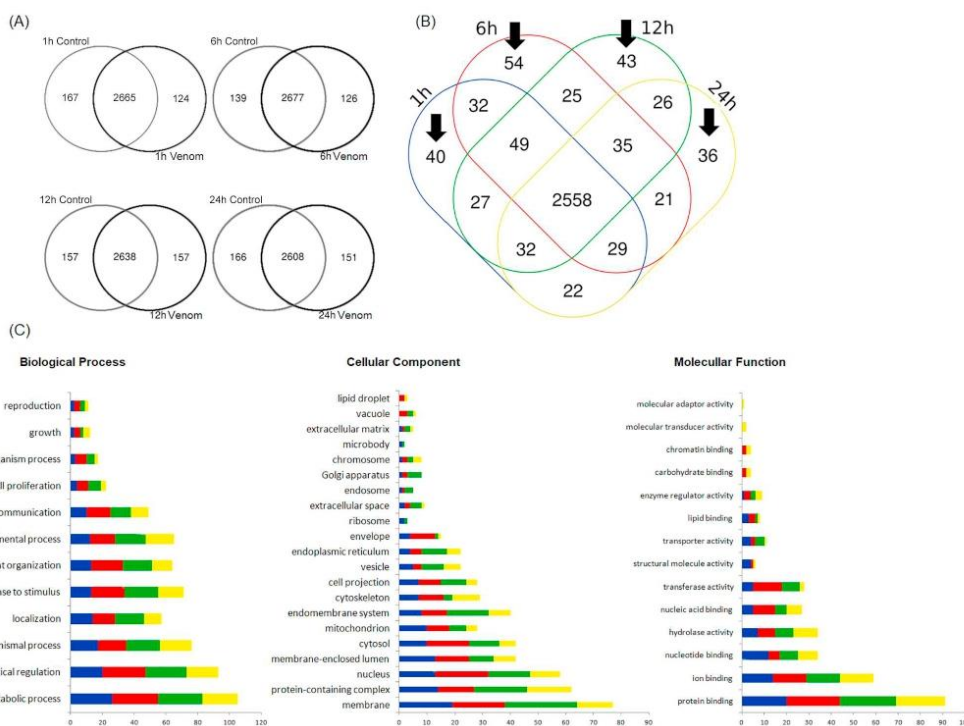 (A)
1h Control
167
2665
124
1h Venom
6h Control
139
2677
126
6h Venom
12h Control
157
2638
157
12h Venom
24h Control
166
2608
151
24h Venom
(B)
6h
12h
1h
24h
54
43
32
25
26
40
49
35
36
27
2558
21
32
29
22
(C)
Biological Process
reproduction
growth
anism process
ll proliferation
ommunication
mental process
nt organization
ase to stimulus
localization
nismal process
ical regulation
abolic process
0 20 40 60 80 100 120
Cellular Component
lipid droplet
vacuole
extracellular matrix
microbody
chromosome
Golgi apparatus
endosome
extracellular space
ribosome
envelope
endoplasmic reticulum
vesicle
cell projection
cytoskeleton
endomembrane system
mitochondrion
cytosol
membrane-enclosed lumen
nucleus
protein-containing complex
membrane
0 10 20 30 40 50 60 70 80 90
Molecullar Function
molecular adaptor activity
molecular transducer activity
chromatin binding
carbohydrate binding
enzyme regulator activity
lipid binding
transporter activity
structural molecule activity
transferase activity
nucleic acid binding
hydrolase activity
nucleotide binding
ion binding
protein binding
0 10 20 30 40 50 60 70 80 90